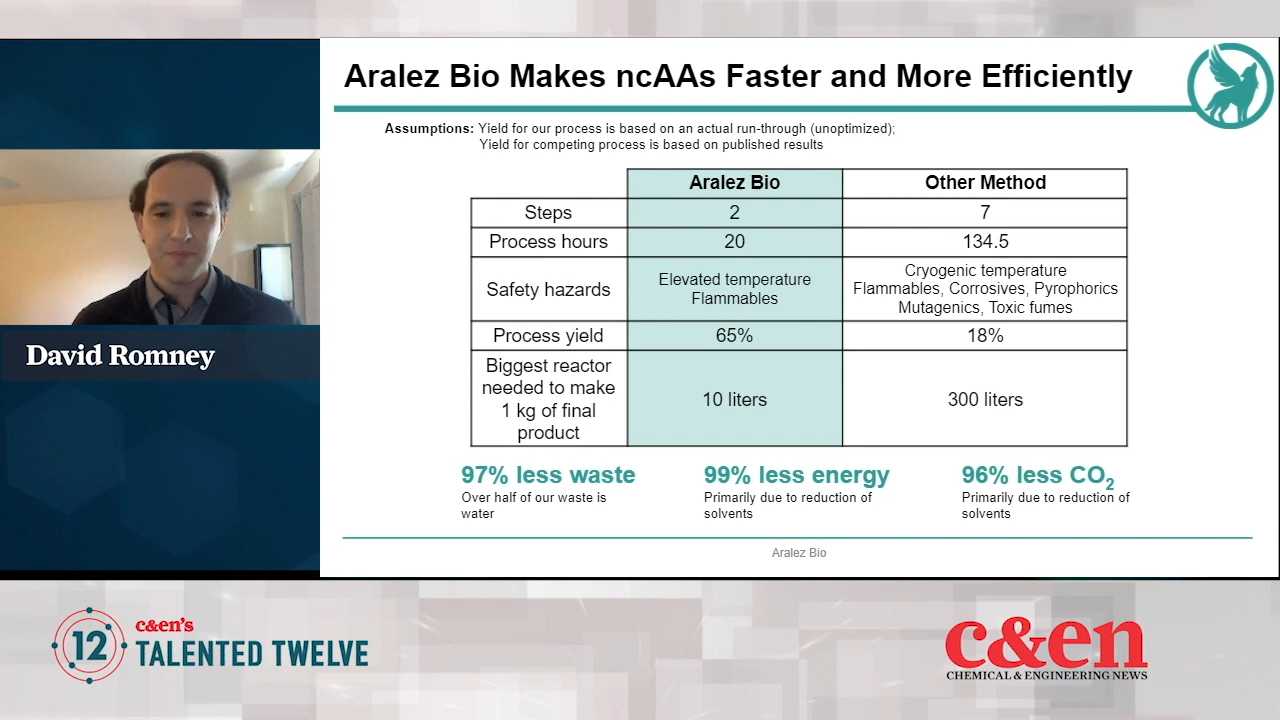 Aralez Bio Makes ncAAs Faster and More Efficiently
Assumptions: Yield for our process is based on an actual run-through (unoptimized);
Yield for competing process is based on published results
Aralez Bio Other Method
Steps 2 7
Process hours 20 134.5
Safety hazards
Elevated temperature
Flammables
Cryogenic temperature
Flammables, Corrosives, Pyrophorics
Mutagenics, Toxic fumes
Process yield 65% 18%
Biggest reactor
needed to make
1 kg of final
product
10 liters 300 liters
97% less waste
Over half of our waste is
water
99% less energy
Primarily due to reduction of
solvents
96% less CO2
Primarily due to reduction of
solvents
Aralez Bio
David Romney
12
c&en's
TALENTED TWELVE
c&en
CHEMICAL & ENGINEERING NEWS